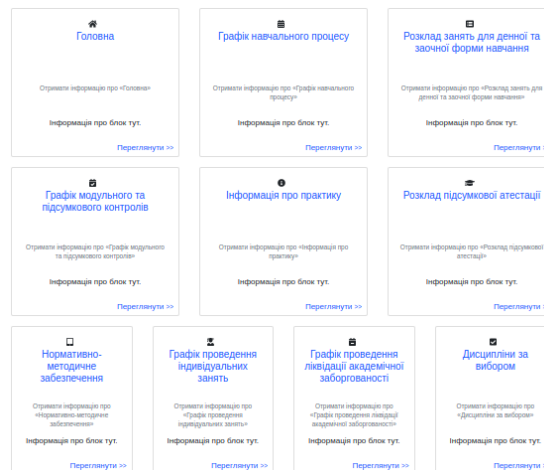 Головна
Отримати інформацію про «Головна»
Інформація про блок тут.
Переглянути >>
Графік навчального процесу
Отримати інформацію про «Графік навчального
процесу»
Інформація про блок тут.
Переглянути >>
Розклад занять для денної та
заочної форми навчання
Отримати інформацію про «Розклад занять для
денної та заочної форми навчання»
Інформація про блок тут.
Переглянути >
Графік модульного та
підсумкового контролів
Отримати інформацію про «Графік модульного
та підсумкового контролів»
Інформація про блок тут.
Переглянути >>
Інформація про практику
Отримати інформацію про «Інформація про
практику»
Інформація про блок тут.
Переглянути >>
Розклад підсумкової атестації
Отримати інформацію про «Розклад підсумкової
атестації»
Інформація про блок тут.
Переглянути >
Нормативно-
методичне
забезпечення
Отримати інформацію про
«Нормативно-методичне
забезпечення»
Інформація про блок тут.
Переглянути >>
Графік проведення
індивідуальних
занять
Отримати інформацію про
«Графік проведення
індивідуальних занять»
Інформація про блок тут.
Переглянути >>
Графік проведення
ліквідації академічної
заборгованості
Отримати інформацію про
«Графік проведення ліквідації
академічної заборгованості»
Інформація про блок тут.
Переглянути >>
Дисципліни за
вибором
Отримати інформацію про
«Дисципліни за вибором»
Інформація про блок тут.
Переглянути >